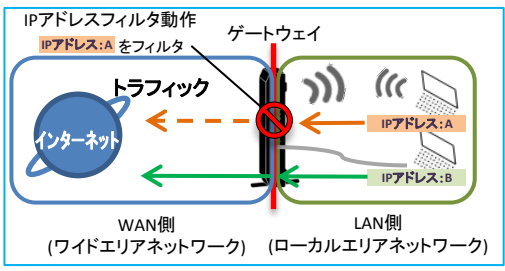 IPアドレスフィルタ動作
IPアドレス:A をフィルタ
ゲートウェイ
トラフィック
インターネット
IPアドレス:A
IPアドレス:B
WAN側
(ワイドエリアネットワーク)
LAN側
(ローカルエリアネットワーク)